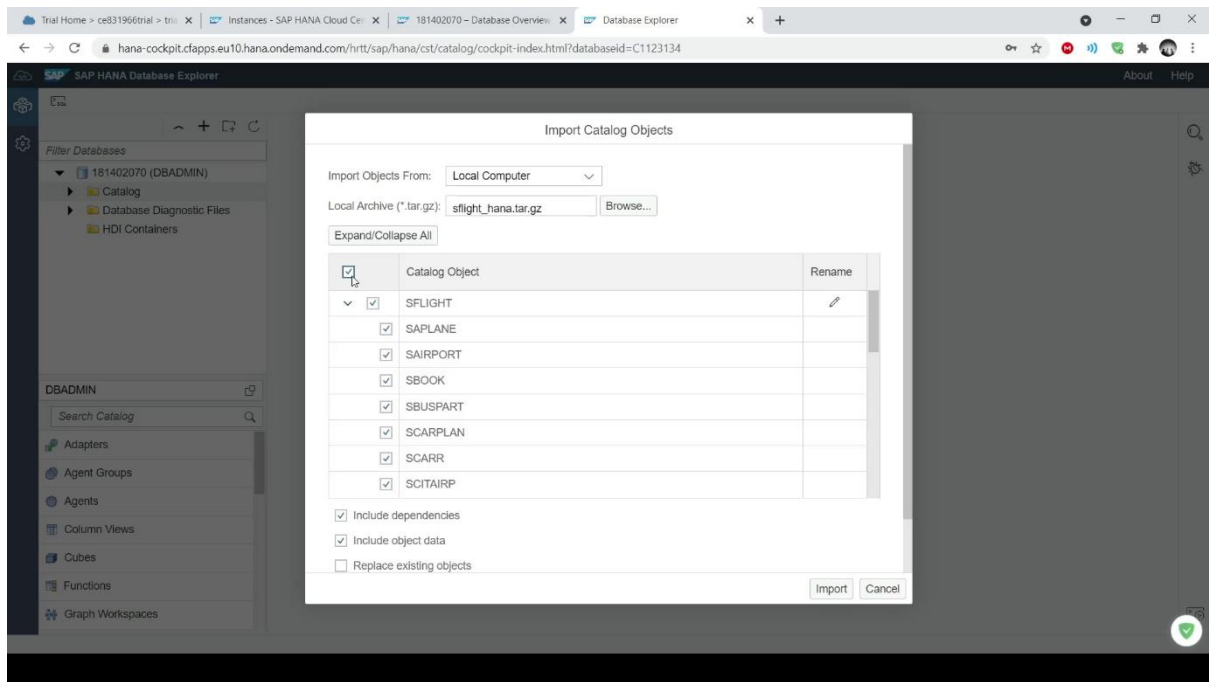 Trial Home > ce831966trial > tria
Instances - SAP HANA Cloud Cen
181402070 – Database Overview
Database Explorer
hana-cockpit.cfapps.eu10.hana.ondemand.com/hrtt/sap/hana/cst/catalog/cockpit-index.html?databaseid=C1123134
SAP SAP HANA Database Explorer
About Help
Filter Databases
181402070 (DBADMIN)
Catalog
Database Diagnostic Files
HDI Containers
DBADMIN
Search Catalog
Adapters
Agent Groups
Agents
Column Views
Cubes
Functions
Graph Workspaces
Import Catalog Objects
Import Objects From: Local Computer
Local Archive (*.tar.gz): sflight_hana.tar.gz Browse...
Expand/Collapse All
Catalog Object Rename
SFLIGHT
SAPLANE
SAIRPORT
SBOOK
SBUSPART
SCARPLAN
SCARR
SCITAIRP
Include dependencies
Include object data
Replace existing objects
Import Cancel